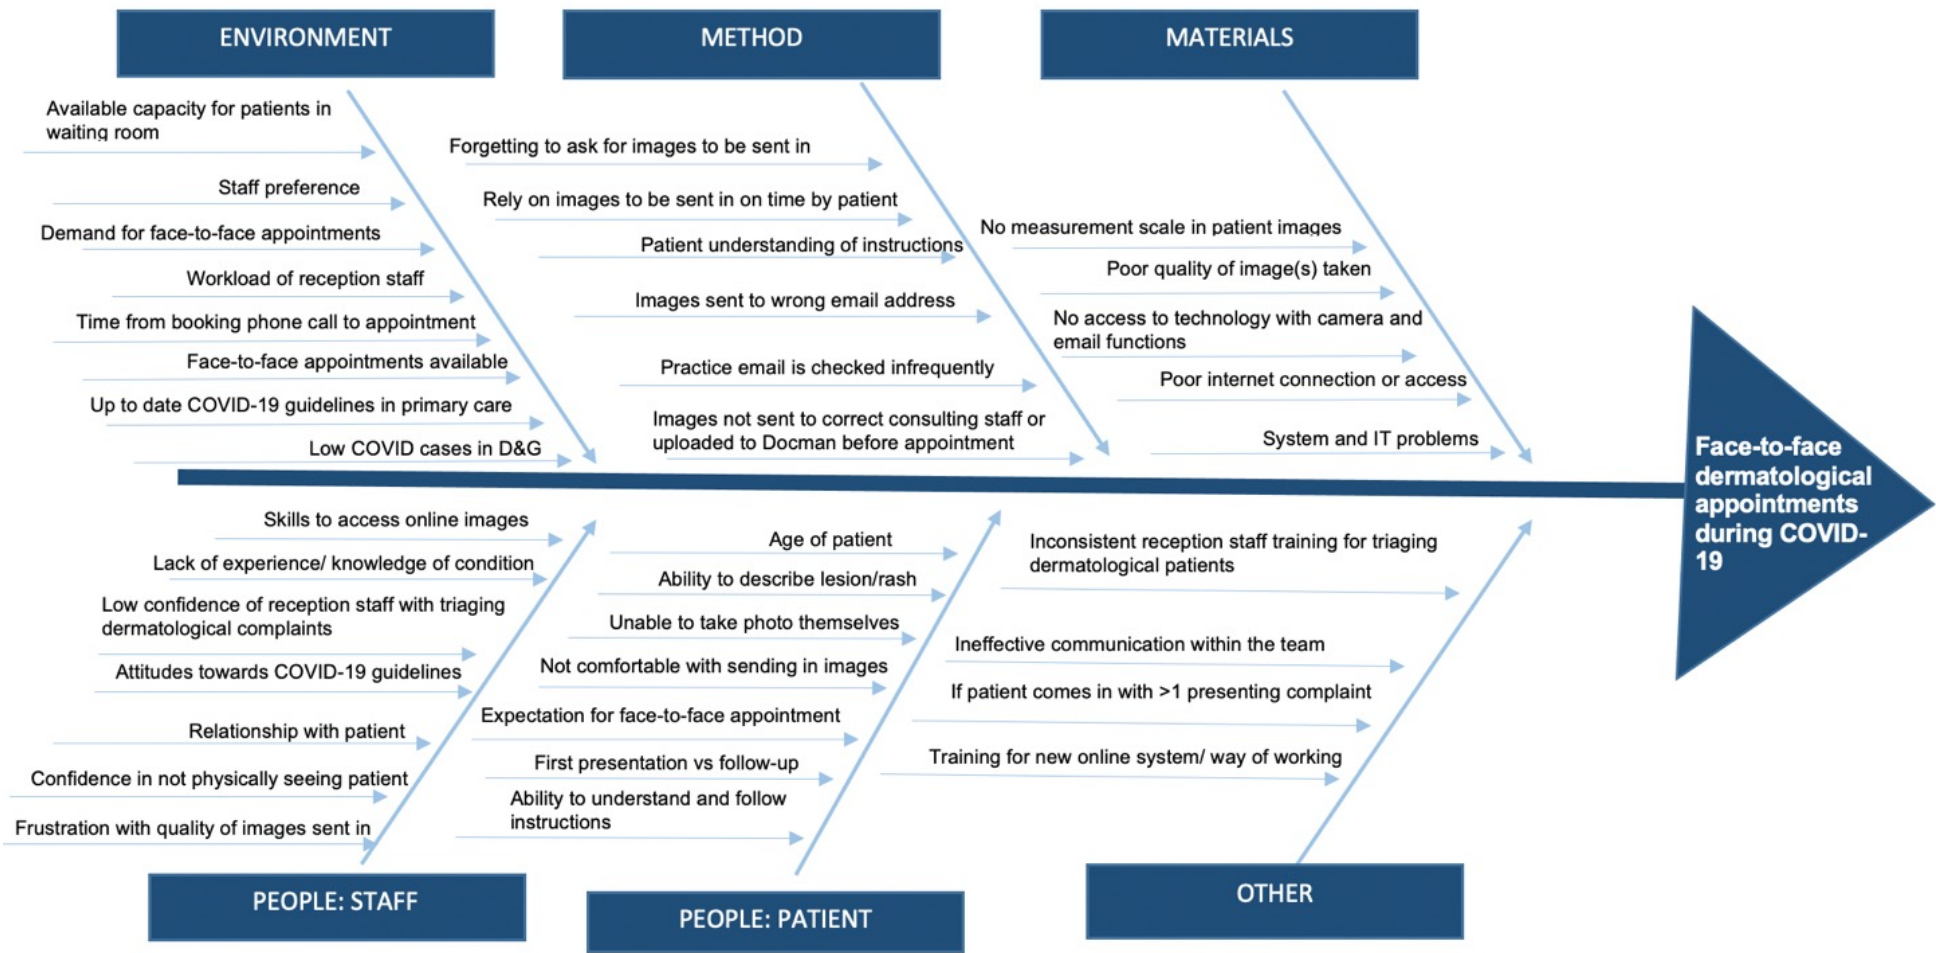 ENVIRONMENT
Available capacity for patients in
waiting room
Staff preference
Demand for face-to-face appointments
Workload of reception staff
Time from booking phone call to appointment
Face-to-face appointments available
Up to date COVID-19 guidelines in primary care
Low COVID cases in D&G
METHOD
Forgetting to ask for images to be sent in
Rely on images to be sent in on time by patient
Patient understanding of instructions
Images sent to wrong email address
Practice email is checked infrequently
Images not sent to correct consulting staff or
uploaded to Docman before appointment
MATERIALS
No measurement scale in patient images
Poor quality of image(s) taken
No access to technology with camera and
email functions
Poor internet connection or access
System and IT problems
Face-to-face
dermatological
appointments
during COVID-
19
Skills to access online images
Lack of experience/ knowledge of condition
Low confidence of reception staff with triaging
dermatological complaints
Attitudes towards COVID-19 guidelines
Relationship with patient
Confidence in not physically seeing patient
Frustration with quality of images sent in
PEOPLE: STAFF
Age of patient
Ability to describe lesion/rash
Unable to take photo themselves
Not comfortable with sending in images
Expectation for face-to-face appointment
First presentation vs follow-up
Ability to understand and follow
instructions
PEOPLE: PATIENT
Inconsistent reception staff training for triaging
dermatological patients
Ineffective communication within the team
If patient comes in with >1 presenting complaint
Training for new online system/ way of working
OTHER